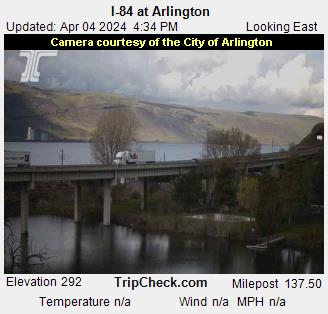 I-84 at Arlington
Updated: Apr 04 2024 4:34 PM Looking East
Camera courtesy of the City of Arlington
Elevation 292 TripCheck.com Milepost 137.50
Temperature n/a Wind n/a MPH n/a